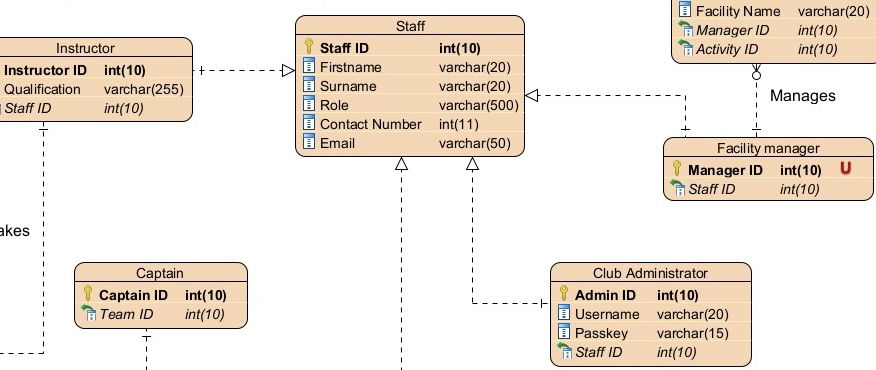 Staff
Staff ID int(10)
Firstname varchar(20)
Surname varchar(20)
Role varchar(500)
Contact Number int(11)
Email varchar(50)
Instructor
Instructor ID int(10)
Qualification varchar(255)
Staff ID int(10)
Facility Name varchar(20)
Manager ID int(10)
Activity ID int(10)
Manages
Facility manager
Manager ID int(10) U
Staff ID int(10)
akes
Captain
Captain ID int(10)
Team ID int(10)
Club Administrator
Admin ID int(10)
Username varchar(20)
Passkey varchar(15)
Staff ID int(10)